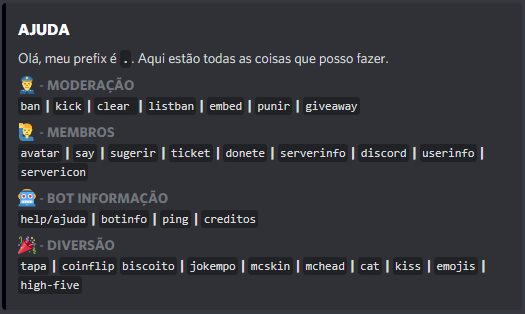 AJUDA
Olá, meu prefix é . . Aqui estão todas as coisas que posso fazer.
👮 - MODERAÇÃO
ban | kick | clear | listban | embed | punir | giveaway
🙋 - MEMBROS
avatar | say | sugerir | ticket | donete | serverinfo | discord | userinfo |
servericon
🤖 - BOT INFORMAÇÃO
help/ajuda | botinfo | ping | creditos
🎉 - DIVERSÃO
tapa | coinflip biscoito | jokempo | mcskin | mchead | cat | kiss | emojis |
high-five